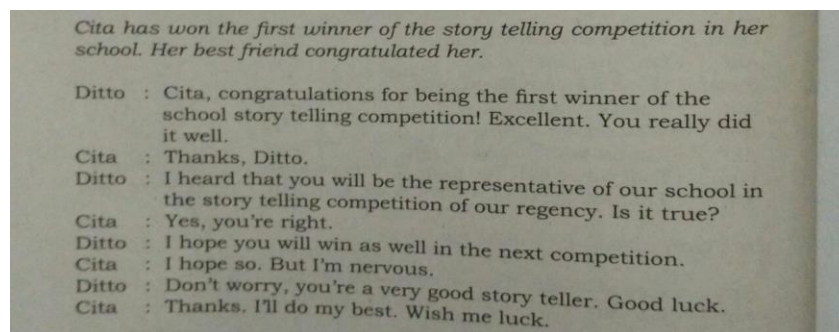 Cita has won the first winner of the story telling competition in her
school. Her best friend congratulated her.
Ditto : Cita, congratulations for being the first winner of the
school story telling competition! Excellent. You really did
it well.
Cita : Thanks, Ditto.
Ditto : I heard that you will be the representative of our school in
the story telling competition of our regency. Is it true?
Cita : Yes, you're right.
Ditto : I hope you will win as well in the next competition.
Cita : I hope so. But I'm nervous.
Ditto : Don't worry, you're a very good story teller. Good luck.
Cita : Thanks. I'll do my best. Wish me luck.